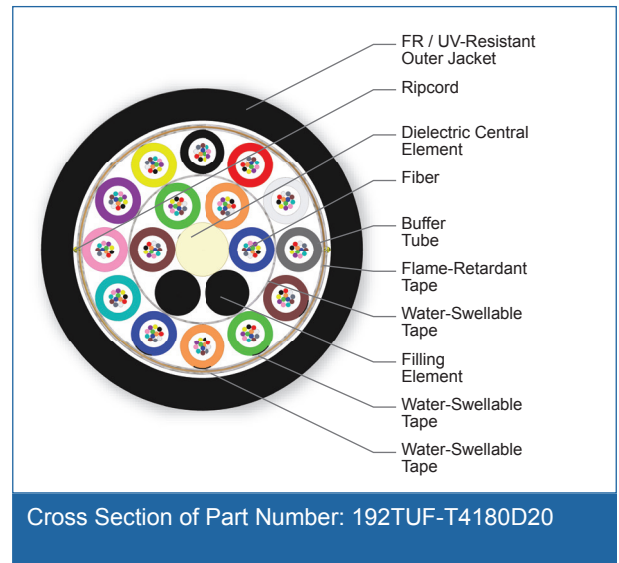 FR / UV-Resistant
Outer Jacket
Ripcord
Dielectric Central
Element
Fiber
Buffer
Tube
Flame-Retardant
Tape
Water-Swellable
Tape
Filling
Element
Water-Swellable
Tape
Water-Swellable
Tape
Cross Section of Part Number: 192TUF-T4180D20